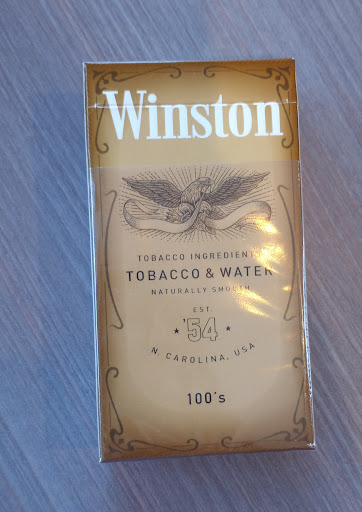 Winston
TOBACCO INGREDIENTS
TOBACCO & WATER
NATURALLY SMOOTH
EST.
'54
N. CAROLINA, USA
100's